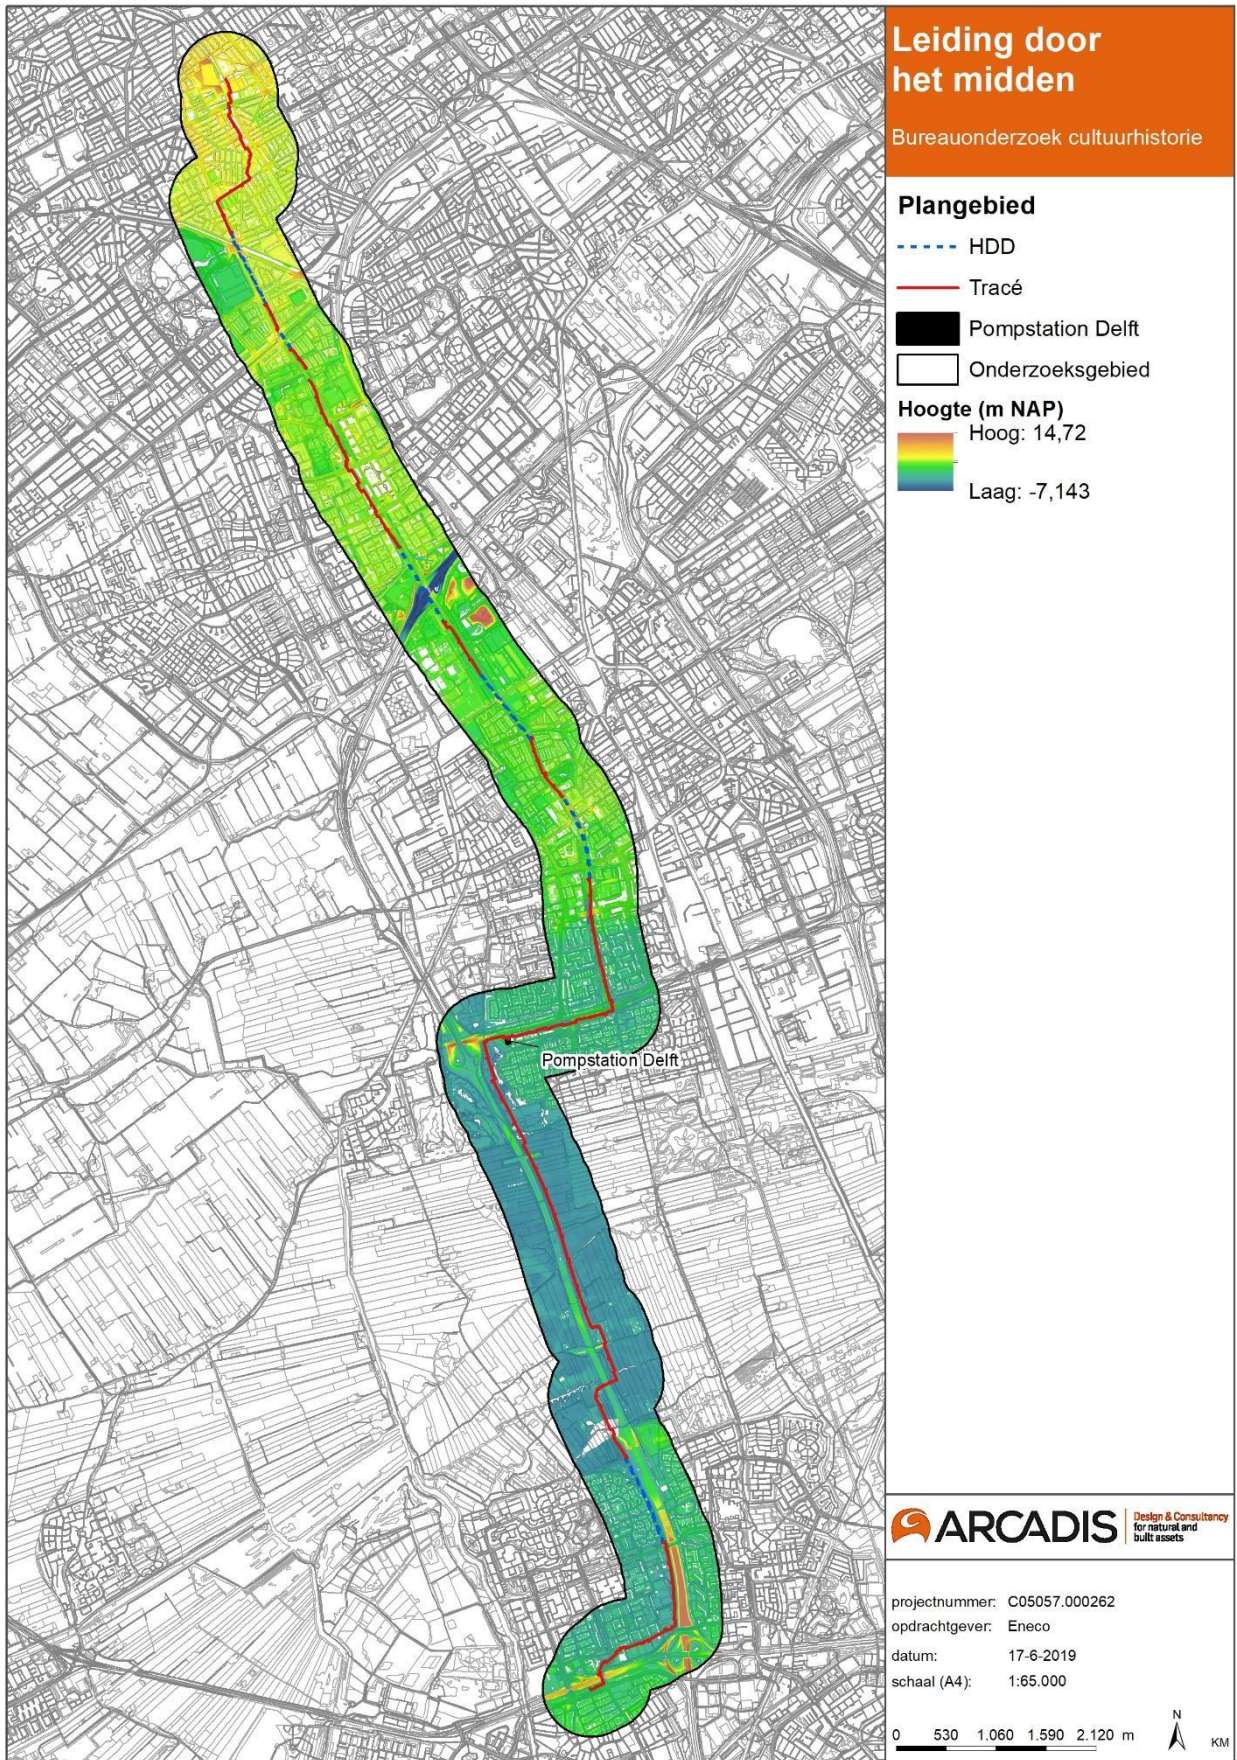 Leiding door
het midden
Bureauonderzoek cultuurhistorie
Plangebied
HDD
Tracé
Pompstation Delft
Onderzoeksgebied
Hoogte (m NAP)
Hoog: 14,72
Laag: -7,143
Pompstation Delft
ARCADIS Design & Consultancy
for natural and
built assets
projectnummer: C05057.000262
opdrachtgever: Eneco
datum: 17-6-2019
schaal (A4): 1:65.000
0 530 1.060 1.590 2.120 m
N
KM